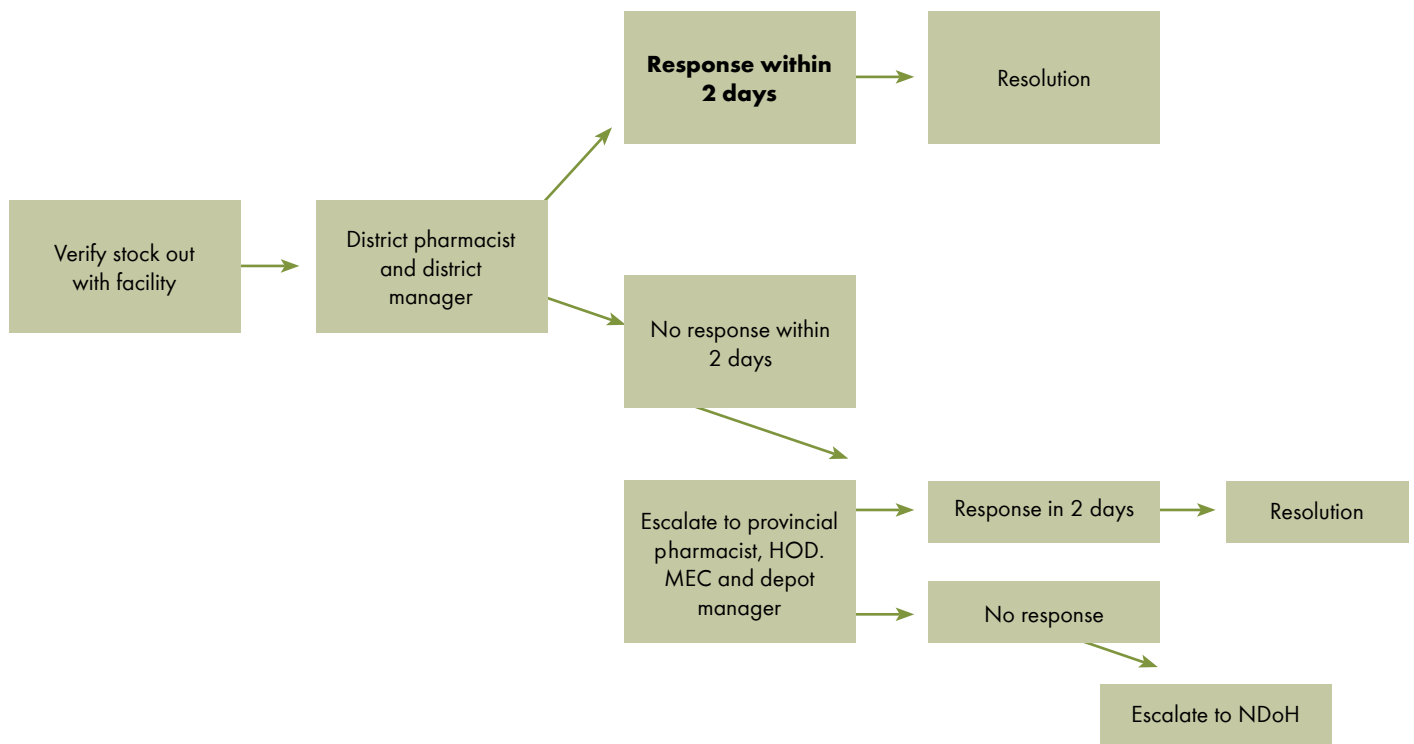 Response within
2 days
Resolution
Verify stock out
with facility
District pharmacist
and district
manager
No response within
2 days
Escalate to provincial
pharmacist, HOD.
MEC and depot
manager
Response in 2 days
Resolution
No response
Escalate to NDoH